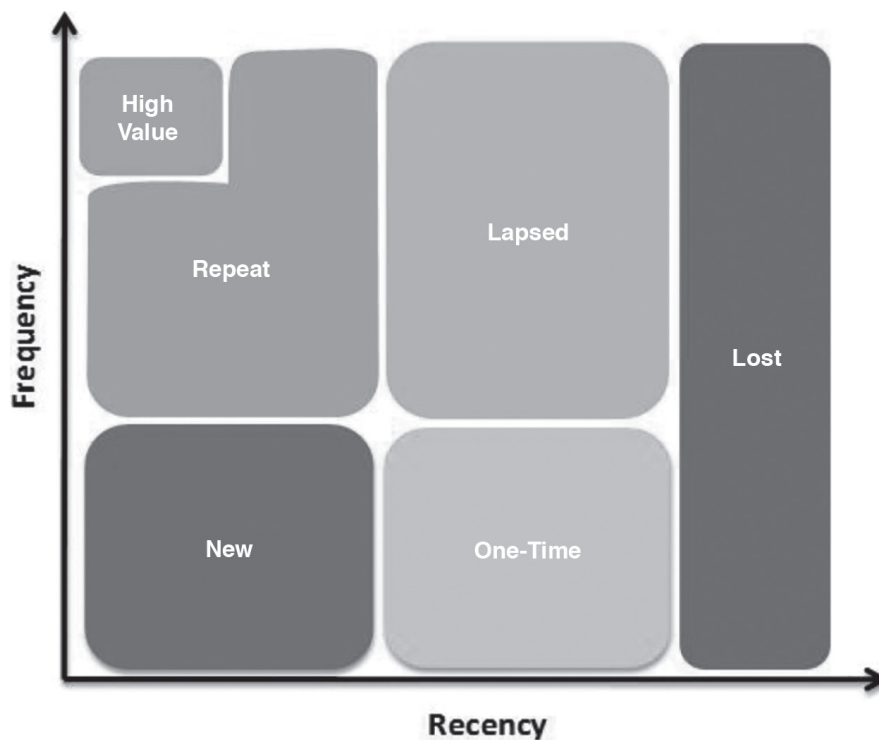 High
Value
Repeat
Lapsed
Lost
New
One-Time
Frequency
Recency